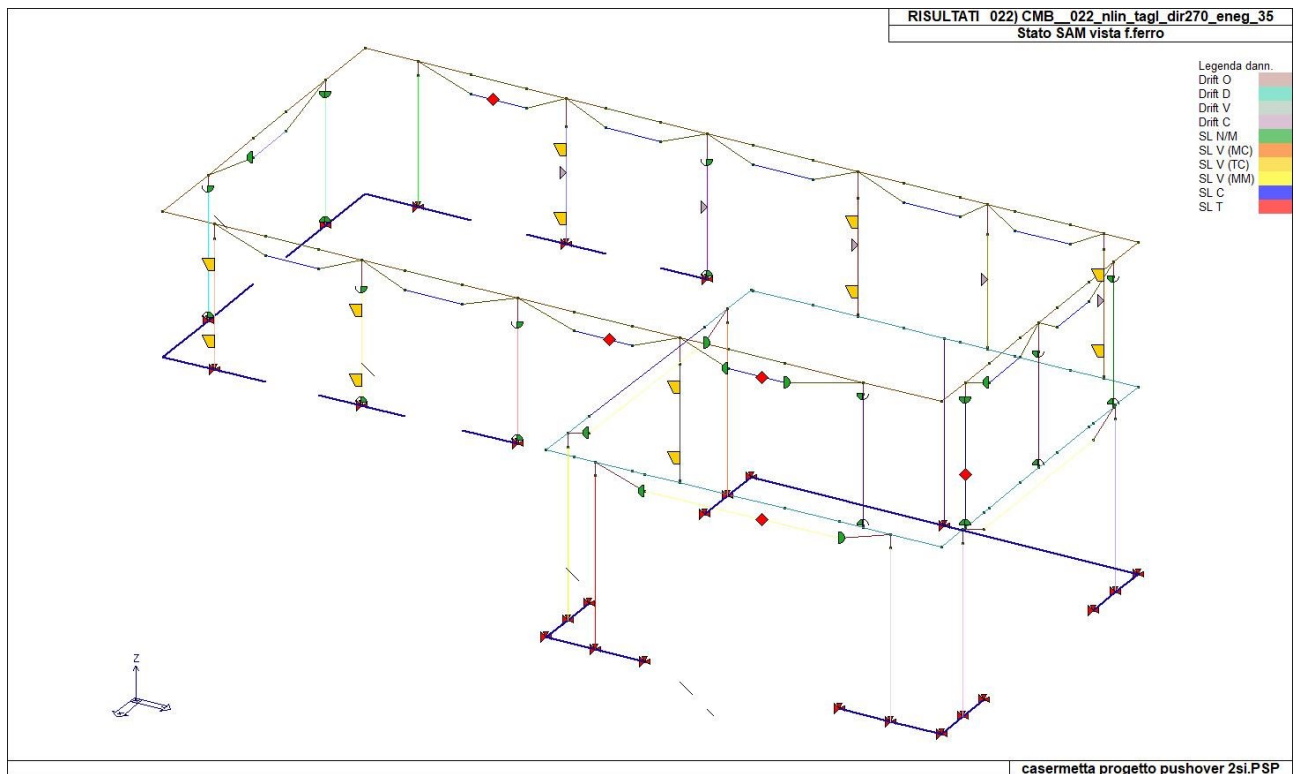 RISULTATI 022) CMB__022_nlin_tagl_dir270_eneg_35
Stato SAM vista f.ferro
Legenda dann.
Drift O
Drift D
Drift V
Drift C
SL N/M
SL V (MC)
SL V (TC)
SL V (MM)
SL C
SL T
Z
casermetta progetto pushover 2si.PSP